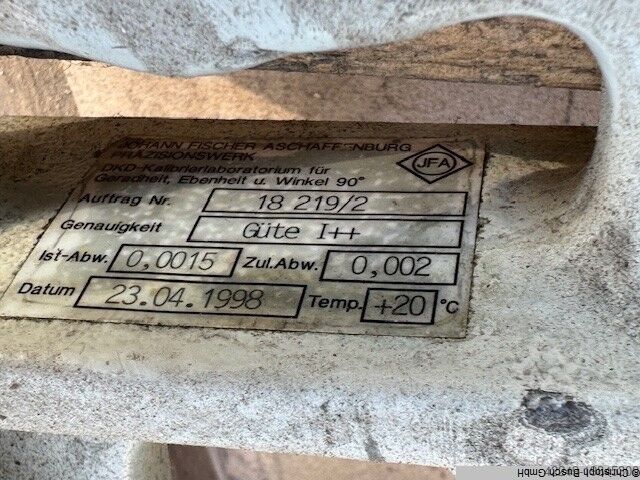 JOHANN FISCHER ASCHAFFENBURG
PRÄZISIONSWERK
DKD-Kalibrierlaboratorium für
Geradheit, Ebenheit u. Winkel 90°
JFA
Auftrag Nr. 18 219/2
Genauigkeit Güte I++
Ist-Abw. 0,0015 Zul.Abw. 0,002
Datum 23.04.1998 Temp. +20 °C
© Christoph Busch GmbH